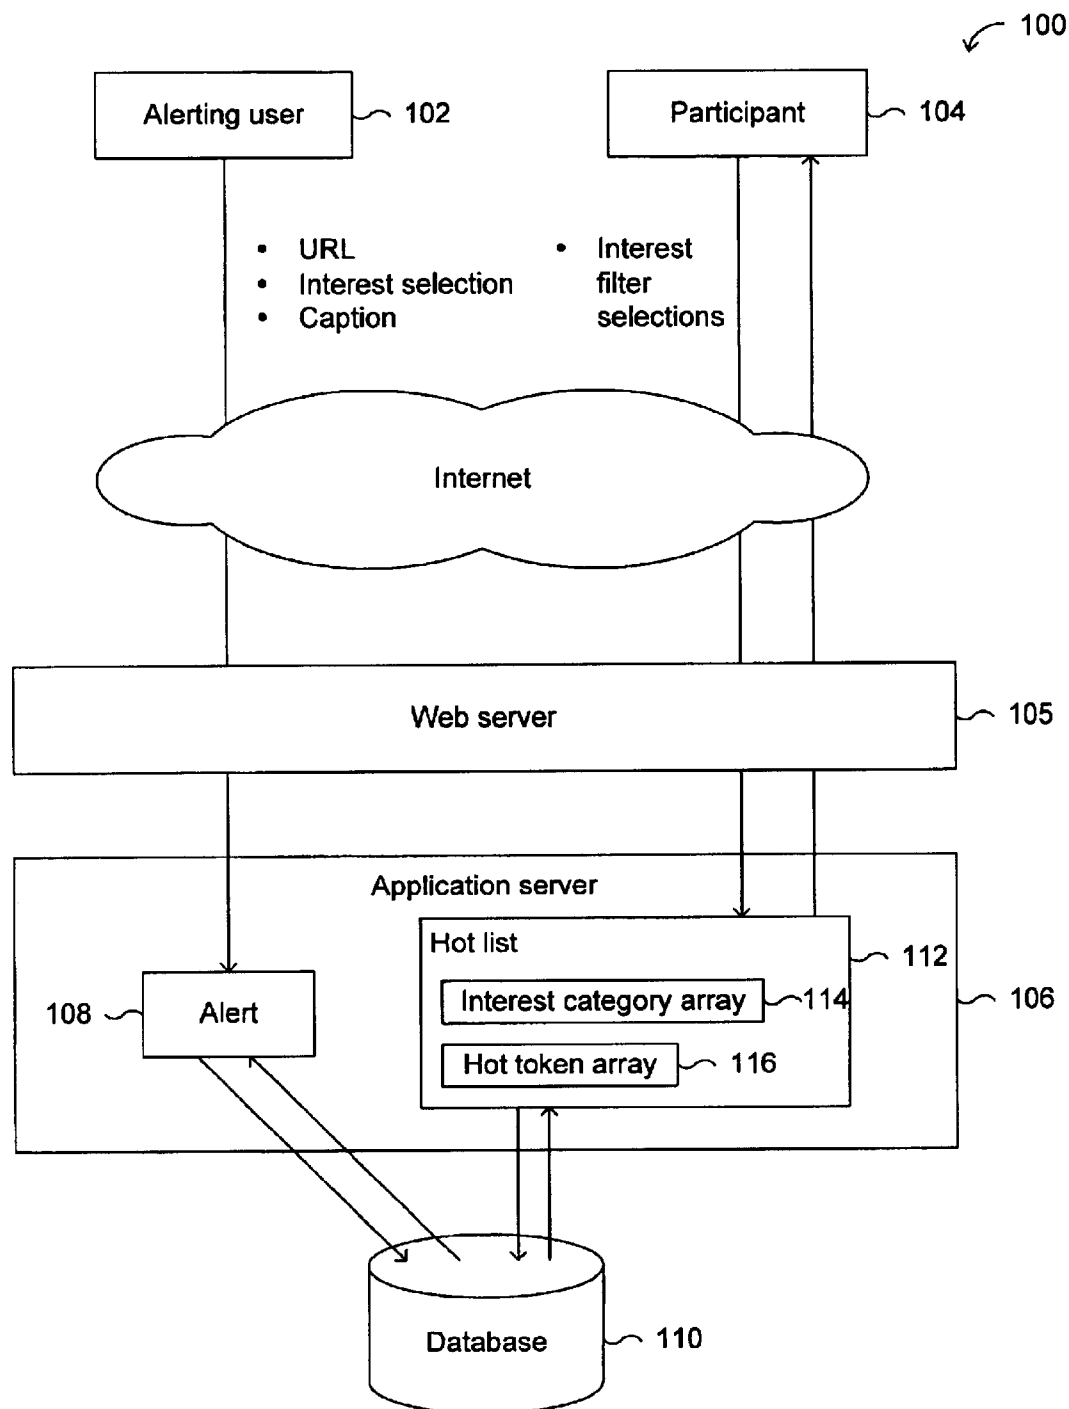 100
Alerting user
102
Participant
104
• URL
• Interest selection
• Caption
• Interest
filter
selections
Internet
Web server
105
Application server
Hot list
112
Interest category array
114
106
108
Alert
Hot token array
116
Database
110